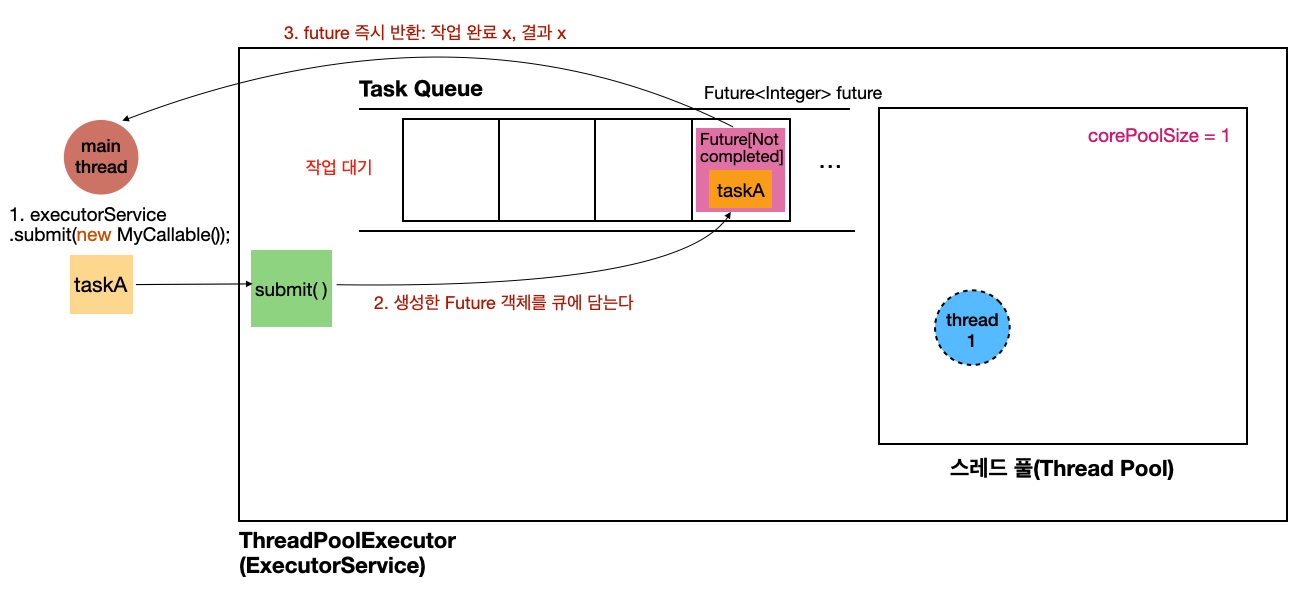 3. future 즉시 반환: 작업 완료 x, 결과 x
Task Queue
Future<Integer> future
main
thread
작업 대기
Future[Not
completed]
taskA
...
corePoolSize = 1
1. executorService
.submit(new MyCallable());
taskA
submit( )
2. 생성한 Future 객체를 큐에 담는다
thread
1
스레드 풀(Thread Pool)
ThreadPoolExecutor
(ExecutorService)